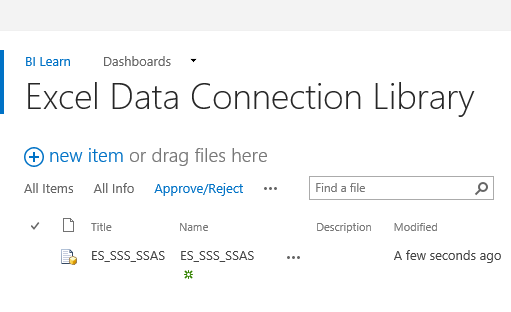 BI Learn Dashboards
Excel Data Connection Library
new item or drag files here
All Items All Info Approve/Reject ...
Find a file
Title Name Description Modified
ES_SSS_SSAS ES_SSS_SSAS ... A few seconds ago